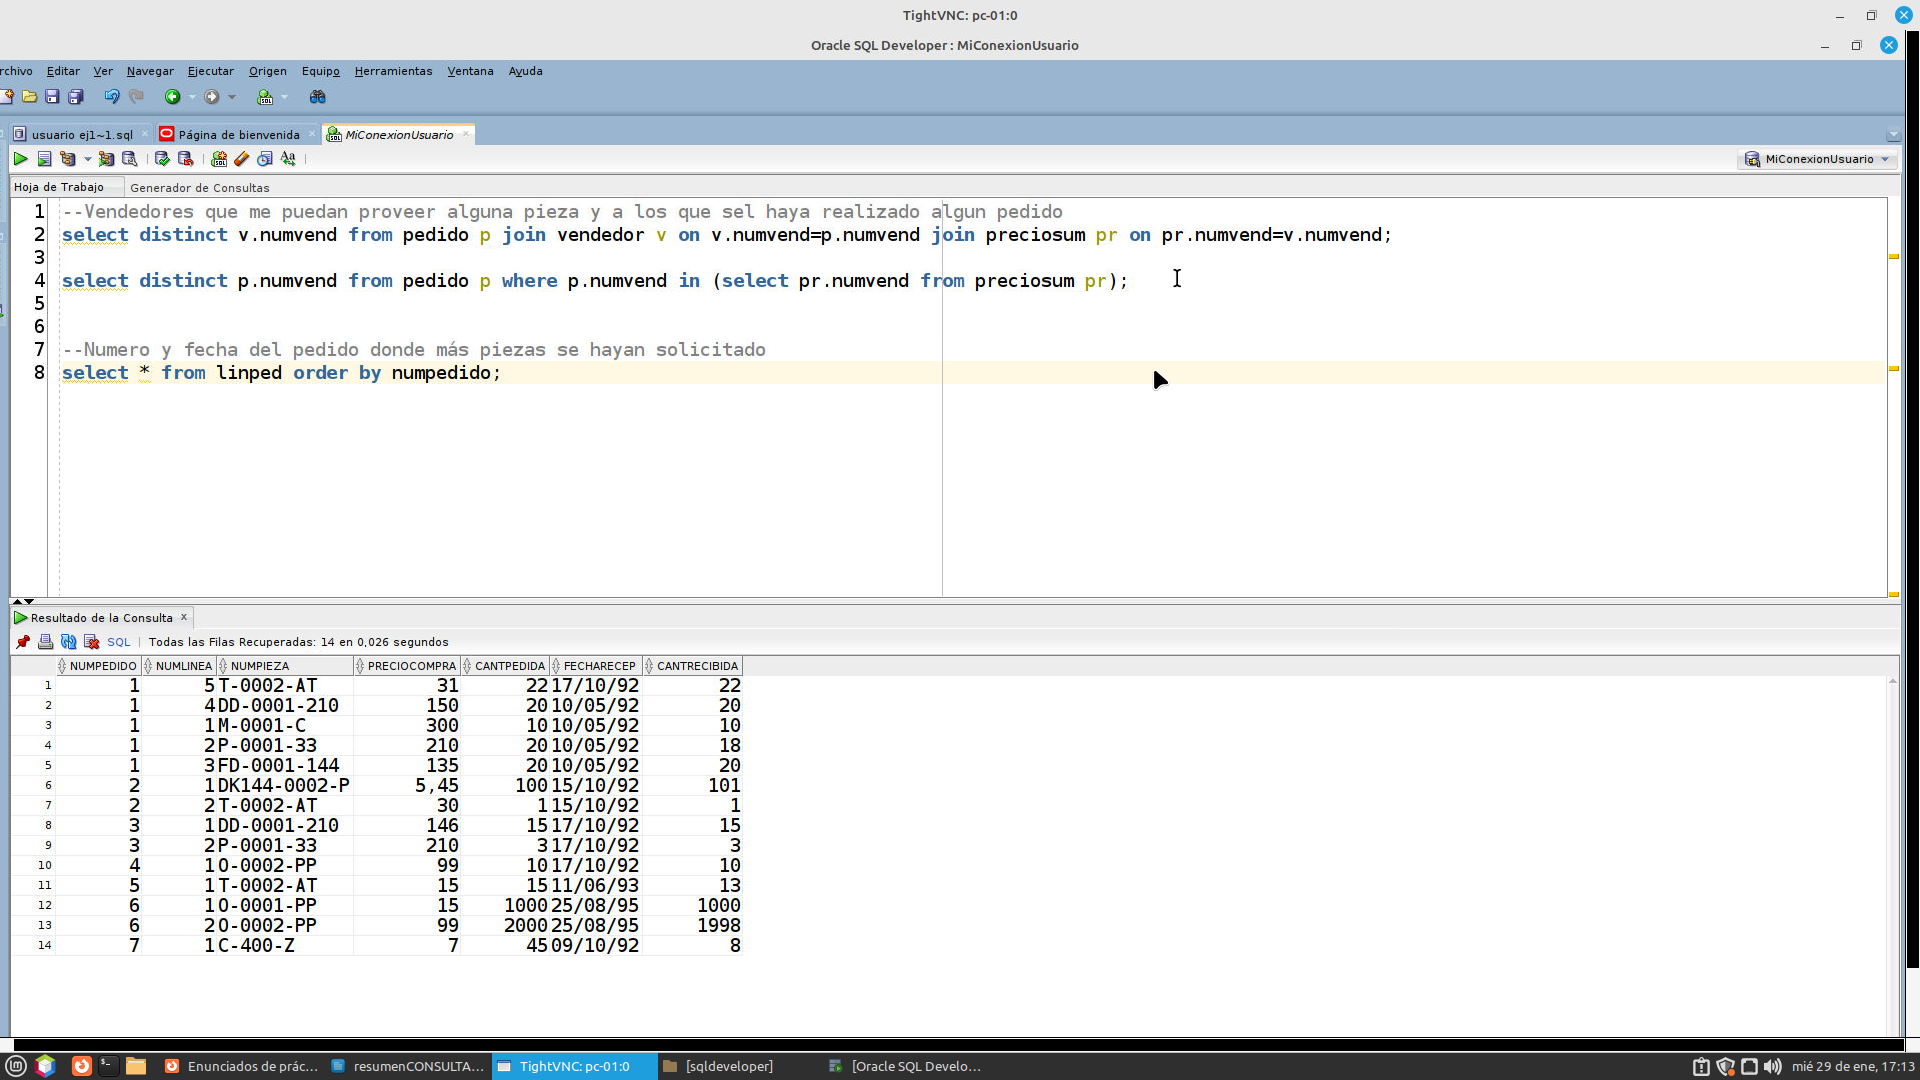 TightVNC: pc-01:0
Oracle SQL Developer : MiConexionUsuario
rchivo Editar Ver Navegar Ejecutar Origen Equipo Herramientas Ventana Ayuda
usuario ej1~1.sql Página de bienvenida MiConexionUsuario
MiConexionUsuario
Hoja de Trabajo Generador de Consultas
1 --Vendedores que me puedan proveer alguna pieza y a los que sel haya realizado algun pedido
2 select distinct v.numvend from pedido p join vendedor v on v.numvend=p.numvend join preciosum pr on pr.numvend=v.numvend;
3
4 select distinct p.numvend from pedido p where p.numvend in (select pr.numvend from preciosum pr);
5
6
7 --Numero y fecha del pedido donde más piezas se hayan solicitado
8 select * from linped order by numpedido;
Resultado de la Consulta
SQL Todas las Filas Recuperadas: 14 en 0,026 segundos
NUMPEDIDO NUMLINEA NUMPIEZA PRECIOCOMPRA CANTPEDIDA FECHARECEP CANTRECIBIDA
1 1 5 T-0002-AT 31 22 17/10/92 22
2 1 4 DD-0001-210 150 20 10/05/92 20
3 1 1 M-0001-C 300 10 10/05/92 10
4 1 2 P-0001-33 210 20 10/05/92 18
5 1 3 FD-0001-144 135 20 10/05/92 20
6 2 1 DK144-0002-P 5,45 100 15/10/92 101
7 2 2 T-0002-AT 30 1 15/10/92 1
8 3 1 DD-0001-210 146 15 17/10/92 15
9 3 2 P-0001-33 210 3 17/10/92 3
10 4 1 O-0002-PP 99 10 17/10/92 10
11 5 1 T-0002-AT 15 15 11/06/93 13
12 6 1 O-0001-PP 15 1000 25/08/95 1000
13 6 2 O-0002-PP 99 2000 25/08/95 1998
14 7 1 C-400-Z 7 45 09/10/92 8
Enunciados de prác... resumenCONSULTA... TightVNC: pc-01:0 [sqldeveloper] [Oracle SQL Develo... mié 29 de ene, 17:13